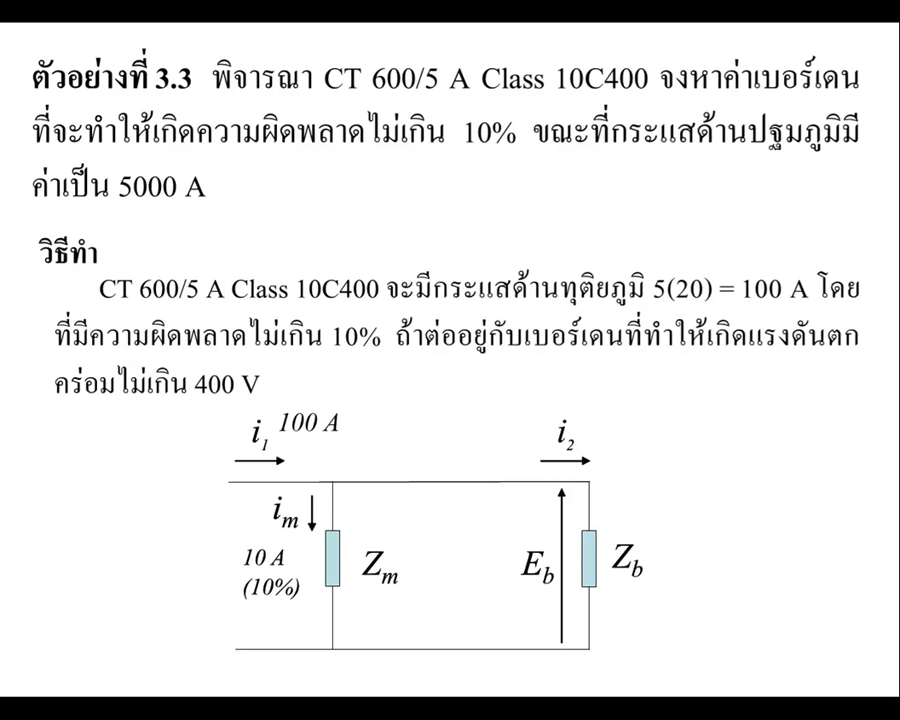 ตัวอย่างที่ 3.3 พิจารณา CT 600/5 A Class 10C400 จงหาค่าเบอร์เดน
ที่จะทำให้เกิดความผิดพลาดไม่เกิน 10% ขณะที่กระแสด้านปฐมภูมิมี
ค่าเป็น 5000 A
วิธีทำ
CT 600/5 A Class 10C400 จะมีกระแสด้านทุติยภูมิ 5(20) = 100 A โดย
ที่มีความผิดพลาดไม่เกิน 10% ถ้าต่ออยู่กับเบอร์เดนที่ทำให้เกิดแรงดันตก
คร่อมไม่เกิน 400 V
i₁ 100 A i₂
iₘ
10 A Zₘ E_b Z_b
(10%)